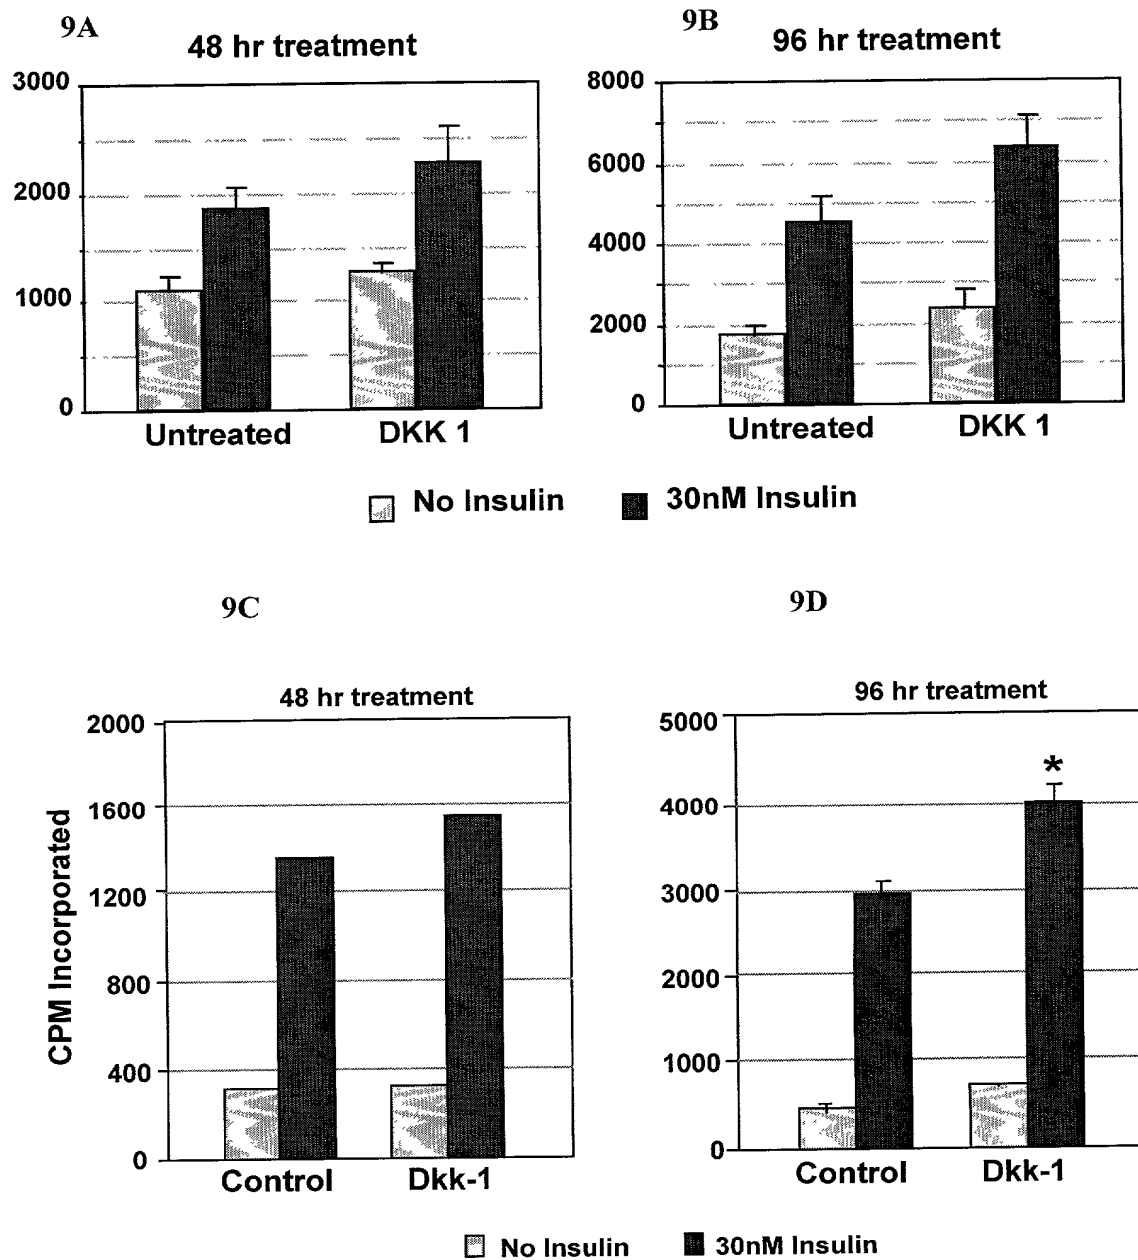 9A
48 hr treatment
3000
2000
1000
0
Untreated DKK 1
9B
96 hr treatment
8000
6000
4000
2000
0
Untreated DKK 1
No Insulin 30nM Insulin
9C
48 hr treatment
CPM Incorporated
2000
1600
1200
800
400
0
Control Dkk-1
9D
96 hr treatment
5000
4000
3000
2000
1000
0
*
Control Dkk-1
No Insulin 30nM Insulin